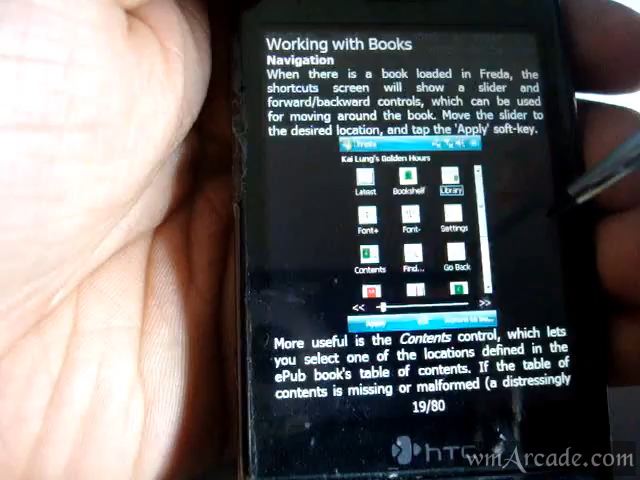 Working with Books
Navigation
When there is a book loaded in Freda, the
shortcuts screen will show a slider and
forward/backward controls, which can be used
for moving around the book. Move the slider to
the desired location, and tap the 'Apply' soft-key.
Freda
Kai Lung's Golden Hours
Latest Bookshelf Library
Font+ Font- Settings
Contents Find... Go Back
<< >>
Apply
More useful is the Contents control, which lets
you select one of the locations defined in the
ePub book's table of contents. If the table of
contents is missing or malformed (a distressingly
19/80
hTC
wmArcade.com